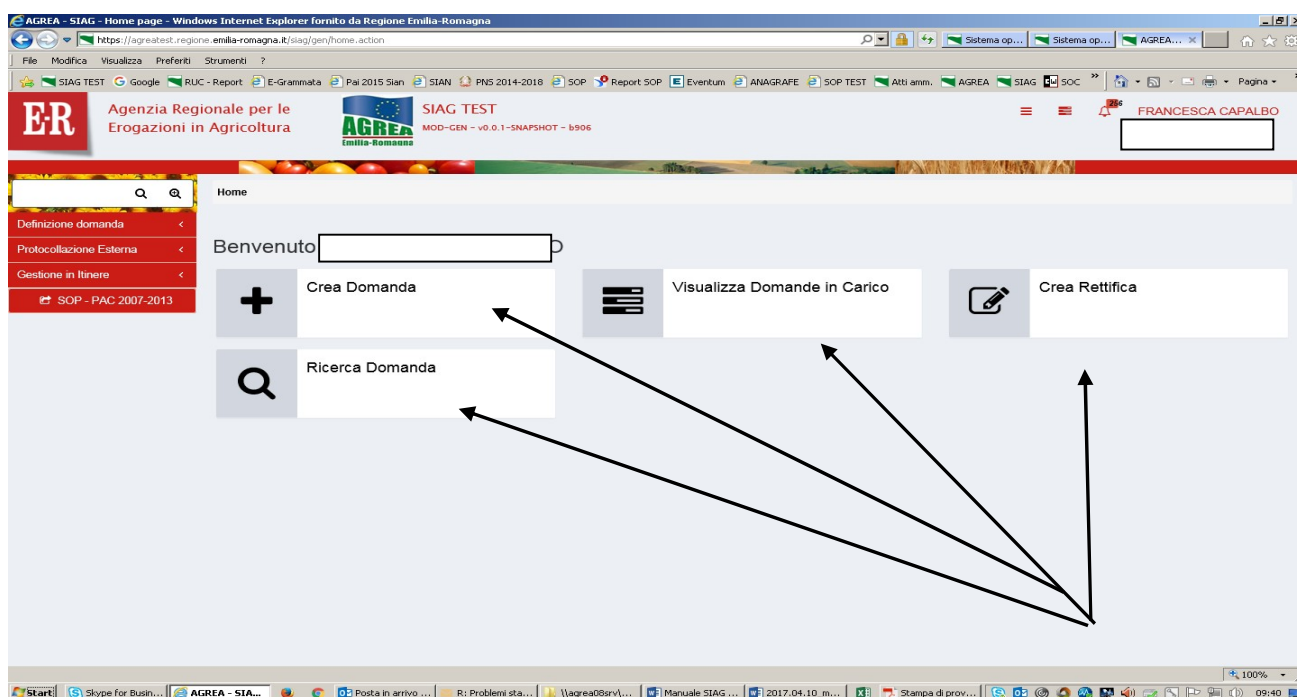 AGREA - SIAG - Home page - Windows Internet Explorer fornito da Regione Emilia-Romagna
https://agreatest.regione.emilia-romagna.it/siag/gen/home.action
Sistema op... Sistema op... AGREA...
File Modifica Visualizza Preferiti Strumenti ?
SIAG TEST Google RUC - Report E-Grammata Pai 2015 Sian SIAN PNS 2014-2018 SOP Report SOP Eventum ANAGRAFE SOP TEST Atti amm. AGREA SIAG SOC » Pagina
E-R
Agenzia Regionale per le
Erogazioni in Agricoltura
AGREA
Emilia-Romagna
SIAG TEST
MOD-GEN - v0.0.1-SNAPSHOT - b906
256
FRANCESCA CAPALBO
Home
Definizione domanda
Protocollazione Esterna
Gestione in Itinere
SOP - PAC 2007-2013
Benvenuto O
Crea Domanda
Visualizza Domande in Carico
Crea Rettifica
Ricerca Domanda
100%
Start Skype for Busin... AGREA - SIA... Posta in arrivo ... R: Problemi sta... \\agrea08srv\... Manuale SIAG ... 2017.04.10_m... Stampa di prov... 09:40